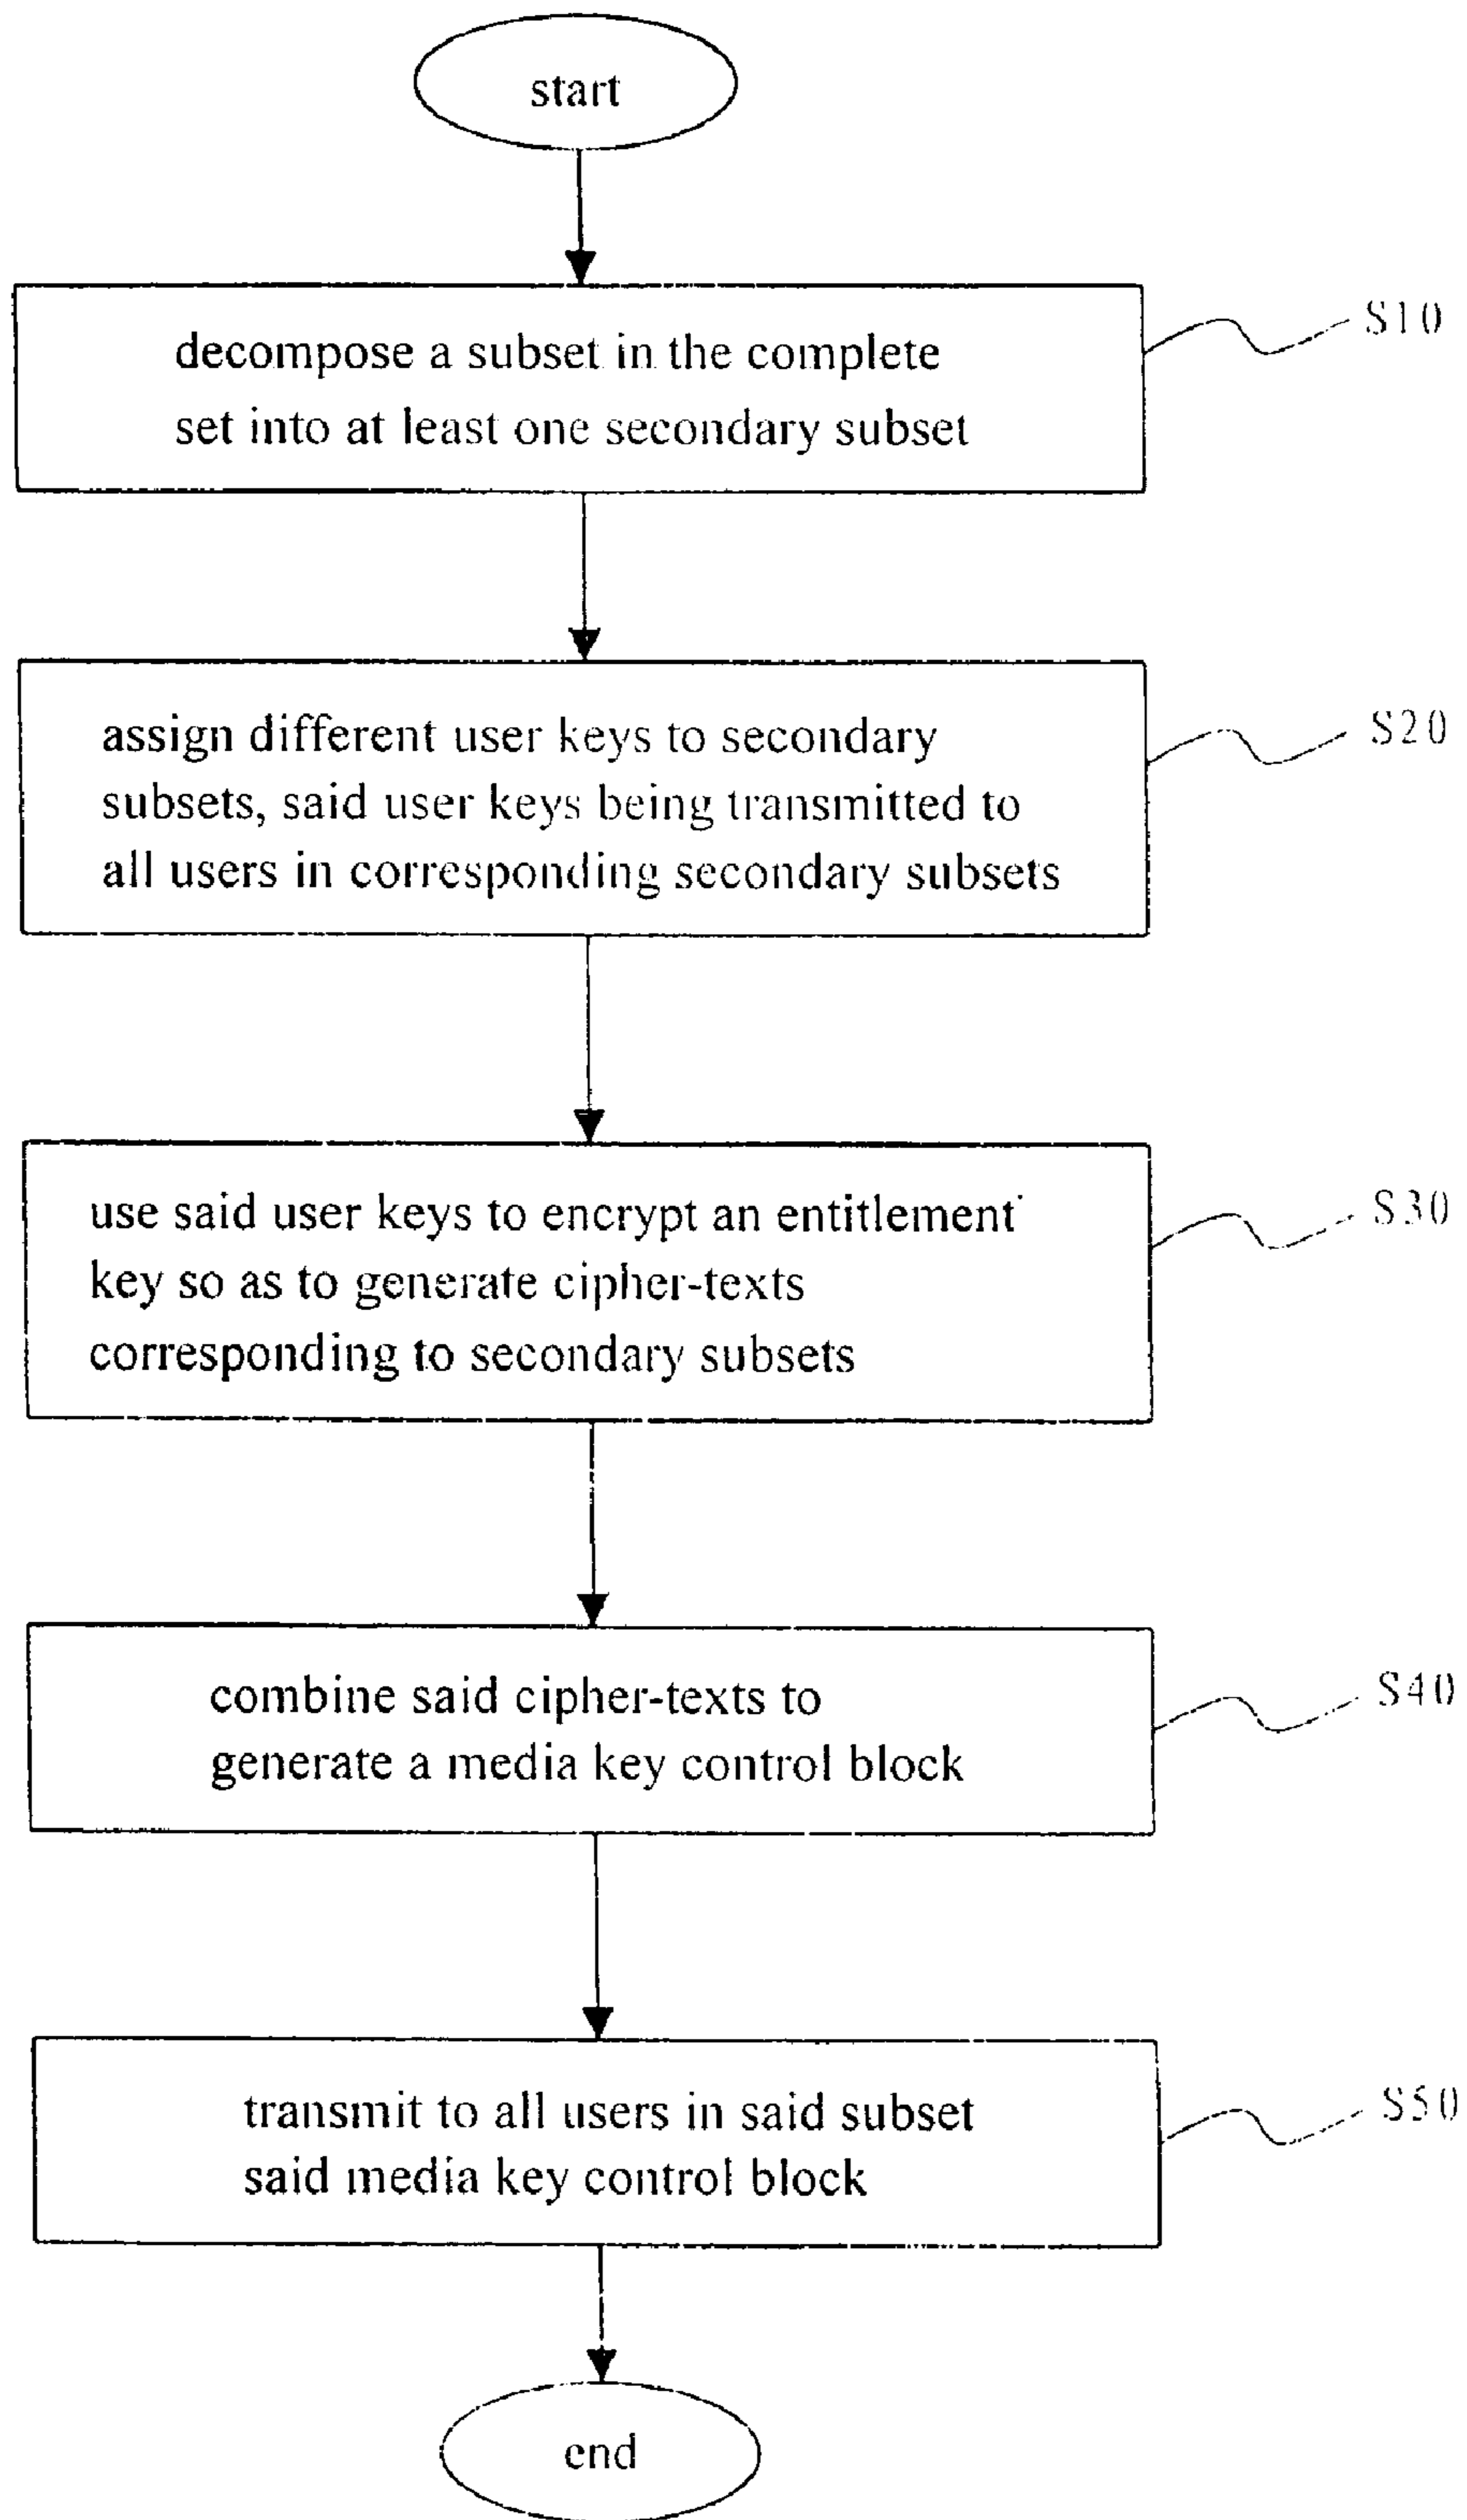 start
decompose a subset in the complete
set into at least one secondary subset
S10
assign different user keys to secondary
subsets, said user keys being transmitted to
all users in corresponding secondary subsets
S20
use said user keys to encrypt an entitlement
key so as to generate cipher-texts
corresponding to secondary subsets
S30
combine said cipher-texts to
generate a media key control block
S40
transmit to all users in said subset
said media key control block
S50
end